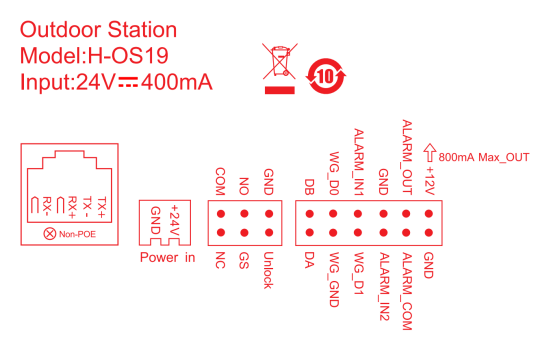 Outdoor Station
Model:H-OS19
Input:24V⎓400mA
10
800mA Max_OUT
COM NO GND
DB WG_D0 ALARM_IN1 GND ALARM_OUT +12V
RX- RX+ TX- TX+
Non-POE
GND +24V
Power in
NC GS Unlock
DA WG_GND WG_D1 ALARM_IN2 ALARM_COM GND